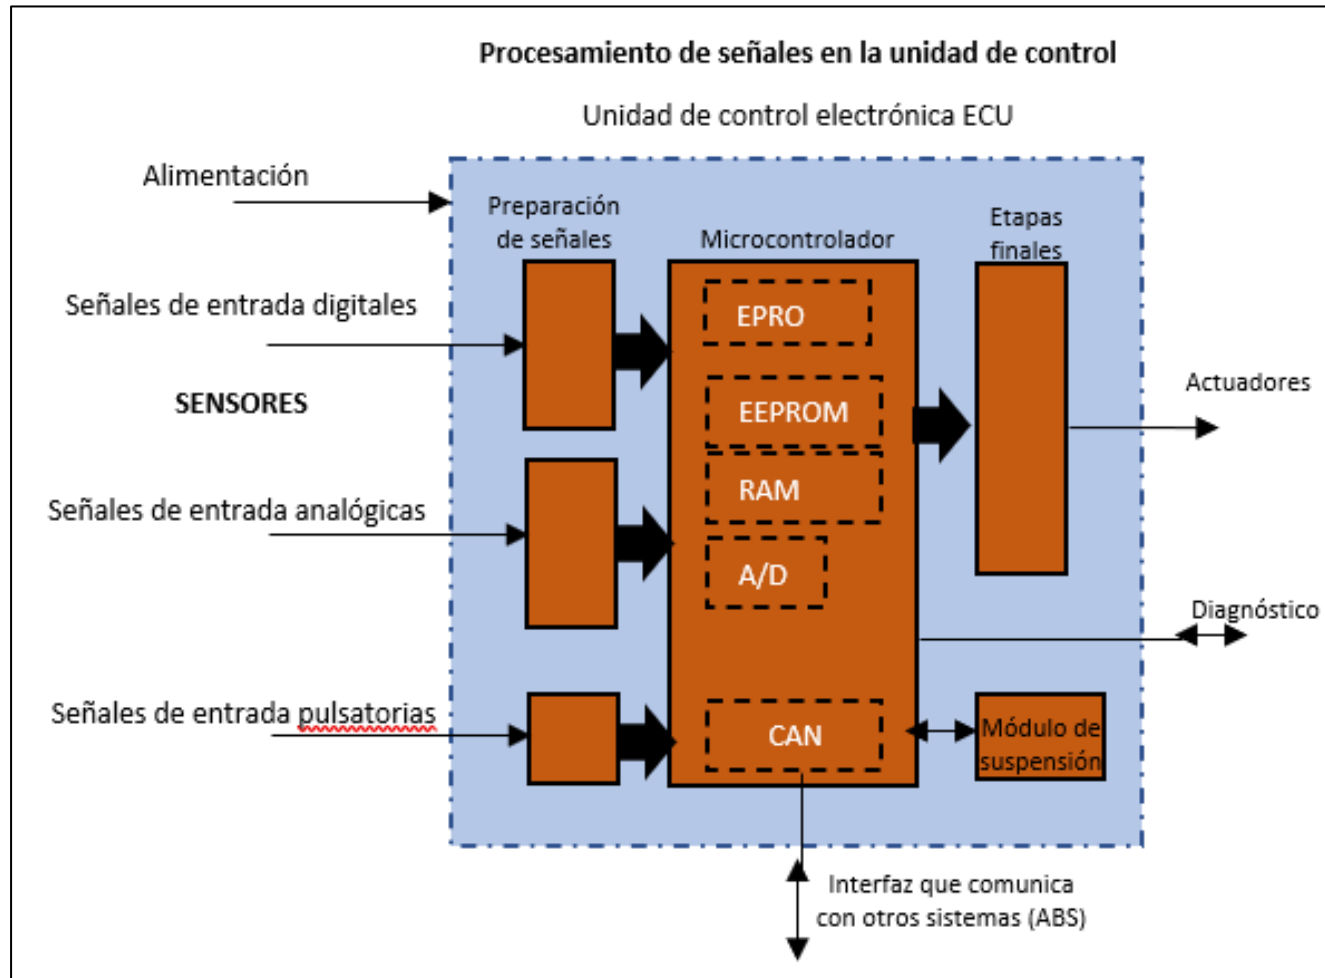 Procesamiento de señales en la unidad de control
Unidad de control electrónica ECU
Alimentación
Preparación
de señales
Microcontrolador
Etapas
finales
Señales de entrada digitales
EPRO
SENSORES
EEPROM
Actuadores
RAM
Señales de entrada analógicas
A/D
Diagnóstico
Señales de entrada pulsatorias
CAN
Módulo de
suspensión
Interfaz que comunica
con otros sistemas (ABS)